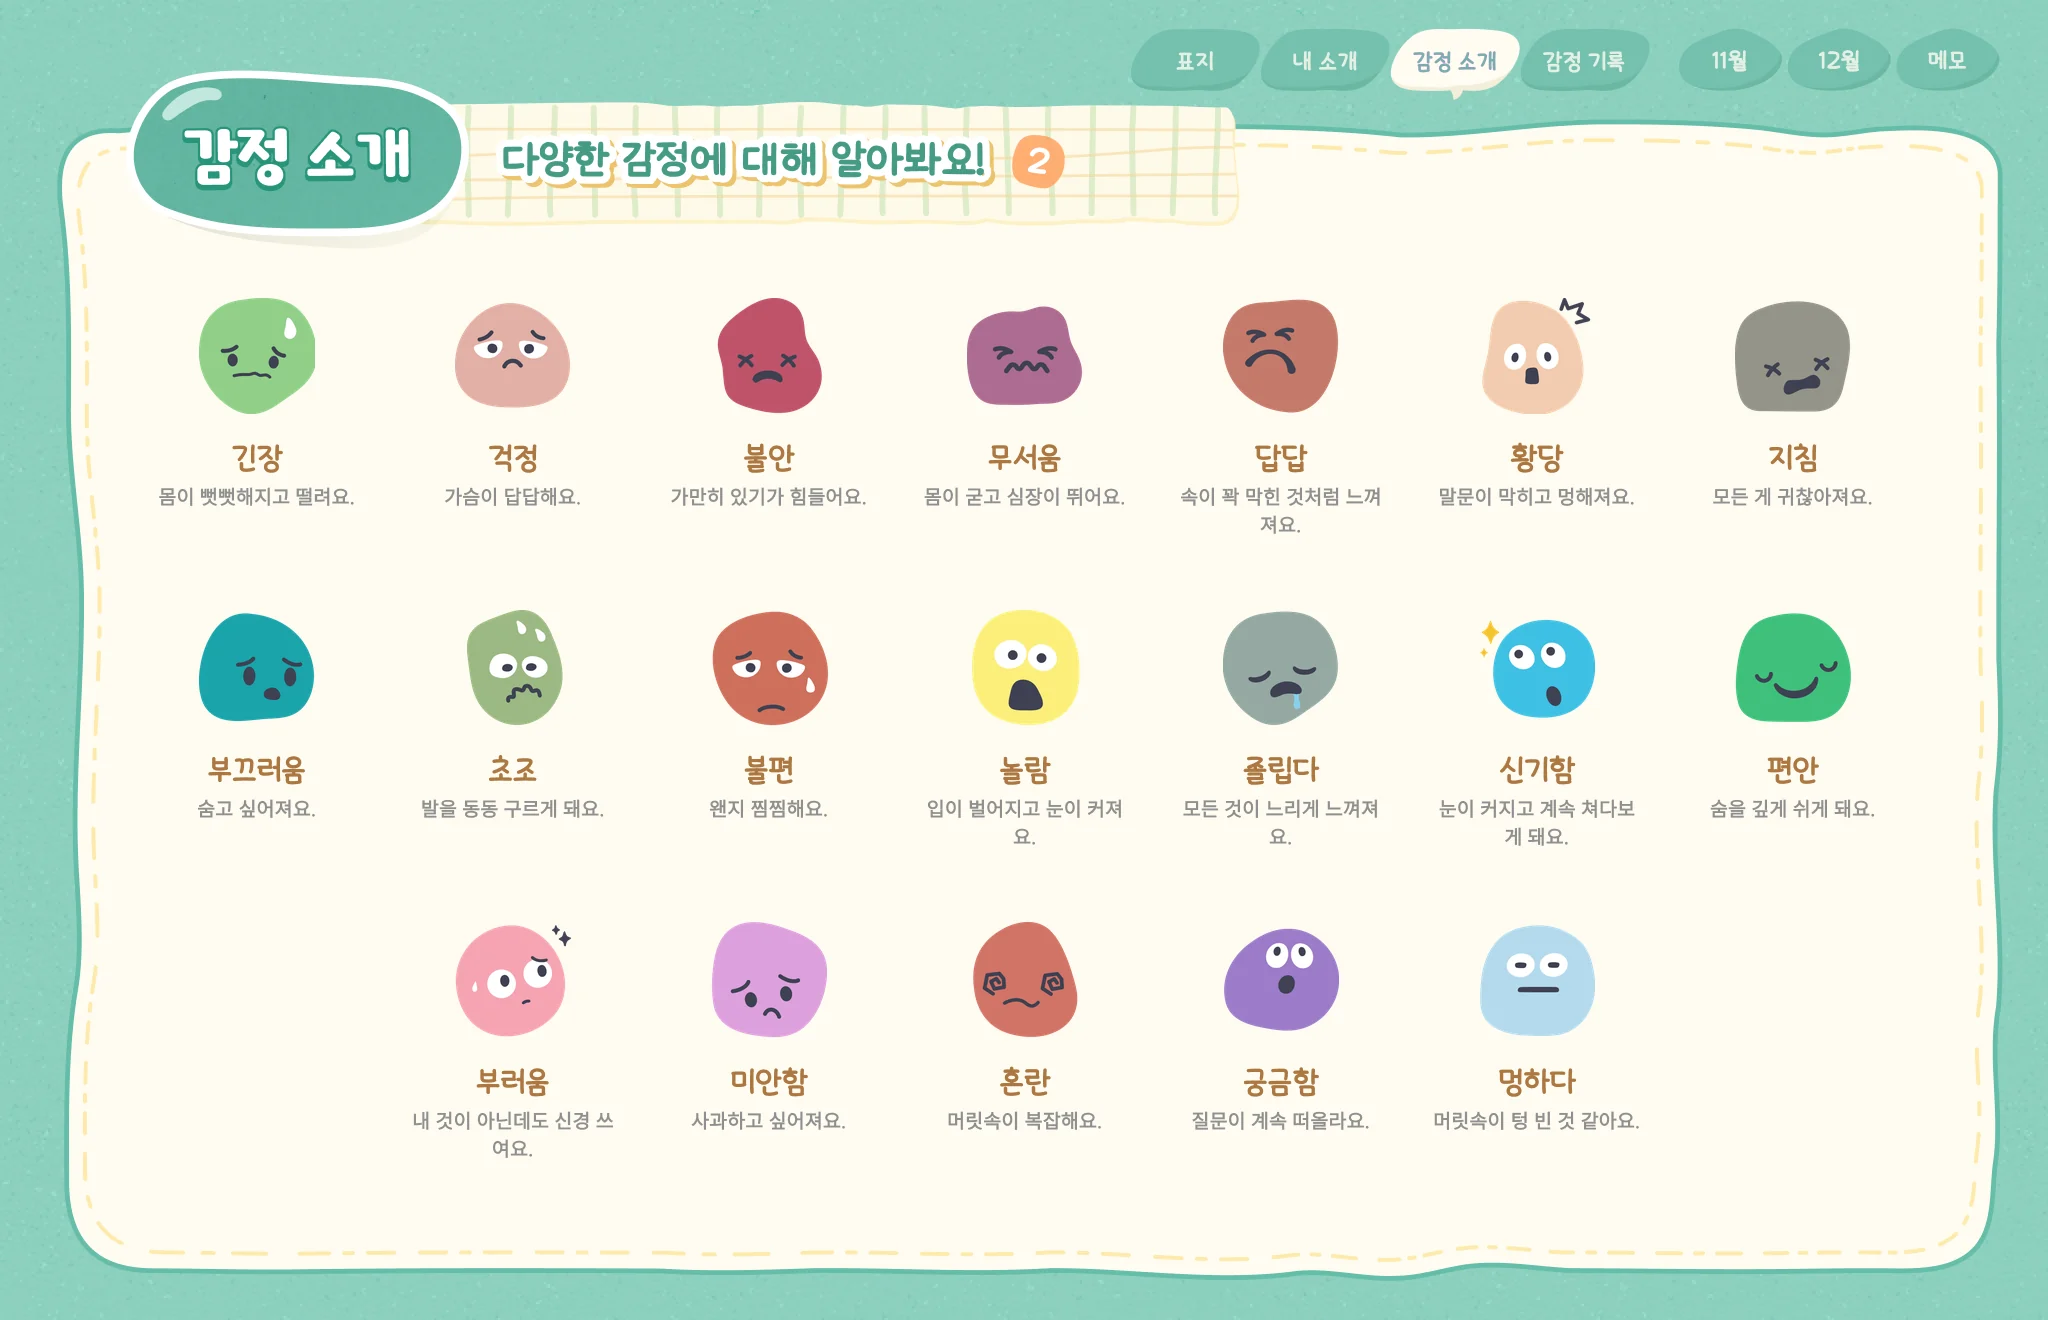 표지
내 소개
감정 소개
감정 기록
11월
12월
메모
감정 소개
다양한 감정에 대해 알아봐요! 2
긴장
몸이 뻣뻣해지고 떨려요.
걱정
가슴이 답답해요.
불안
가만히 있기가 힘들어요.
무서움
몸이 굳고 심장이 뛰어요.
답답
속이 꽉 막힌 것처럼 느껴
져요.
황당
말문이 막히고 멍해져요.
지침
모든 게 귀찮아져요.
부끄러움
숨고 싶어져요.
초조
발을 동동 구르게 돼요.
불편
왠지 찜찜해요.
놀람
입이 벌어지고 눈이 커져
요.
졸립다
모든 것이 느리게 느껴져
요.
신기함
눈이 커지고 계속 쳐다보
게 돼요.
편안
숨을 깊게 쉬게 돼요.
부러움
내 것이 아닌데도 신경 쓰
여요.
미안함
사과하고 싶어져요.
혼란
머릿속이 복잡해요.
궁금함
질문이 계속 떠올라요.
멍하다
머릿속이 텅 빈 것 같아요.